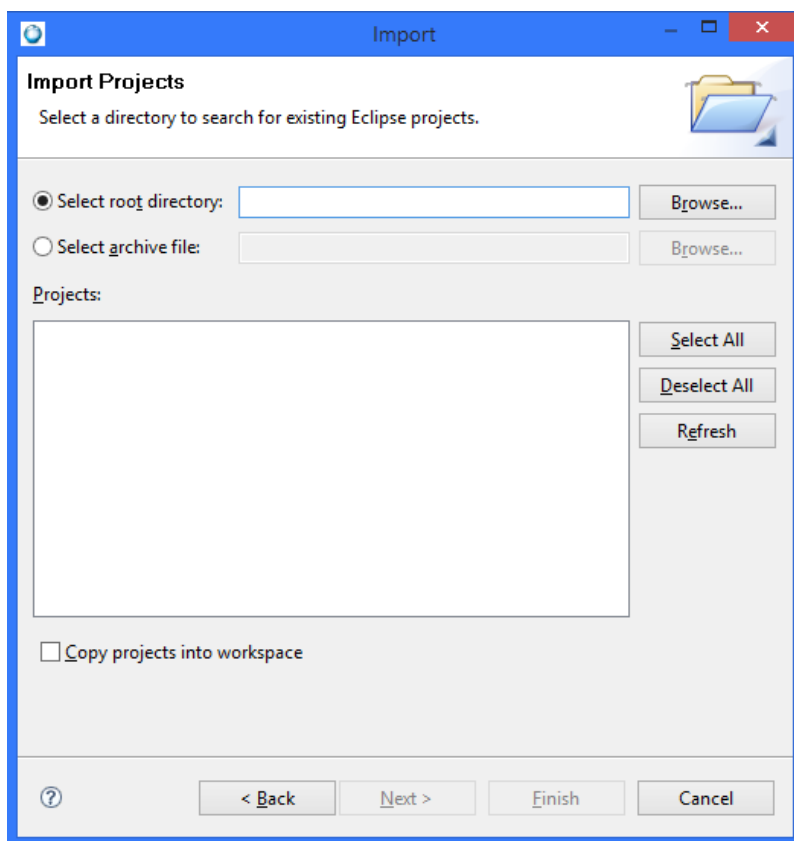 Import
Import Projects
Select a directory to search for existing Eclipse projects.
Select root directory: Browse...
Select archive file: Browse...
Projects:
Select All
Deselect All
Refresh
Copy projects into workspace
? < Back Next > Finish Cancel